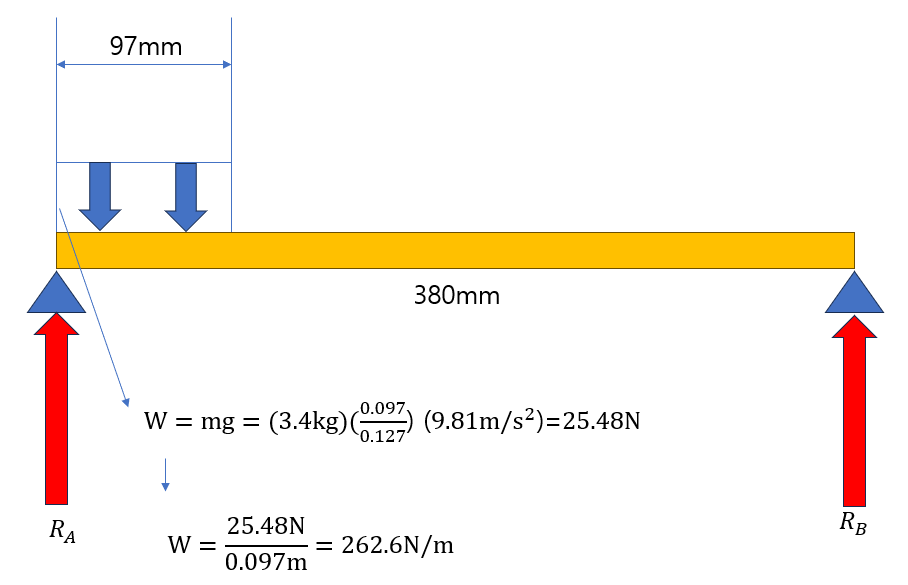 97mm
380mm
W = mg = (3.4kg)(0.097/0.127) (9.81m/s²)=25.48N
R_A
R_B
W = 25.48N/0.097m = 262.6N/m